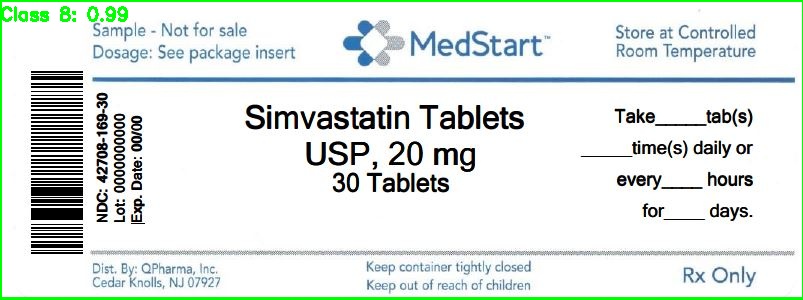 Class 8: 0.99
Sample - Not for sale
Dosage: See package insert
MedStart™
Store at Controlled
Room Temperature
NDC: 42708-169-30
Lot: 0000000000
Exp. Date: 00/00
Simvastatin Tablets
USP, 20 mg
30 Tablets
Take_____tab(s)
_____time(s) daily or
every____ hours
for____ days.
Dist. By: QPharma, Inc.
Cedar Knolls, NJ 07927
Keep container tightly closed
Keep out of reach of children
Rx Only